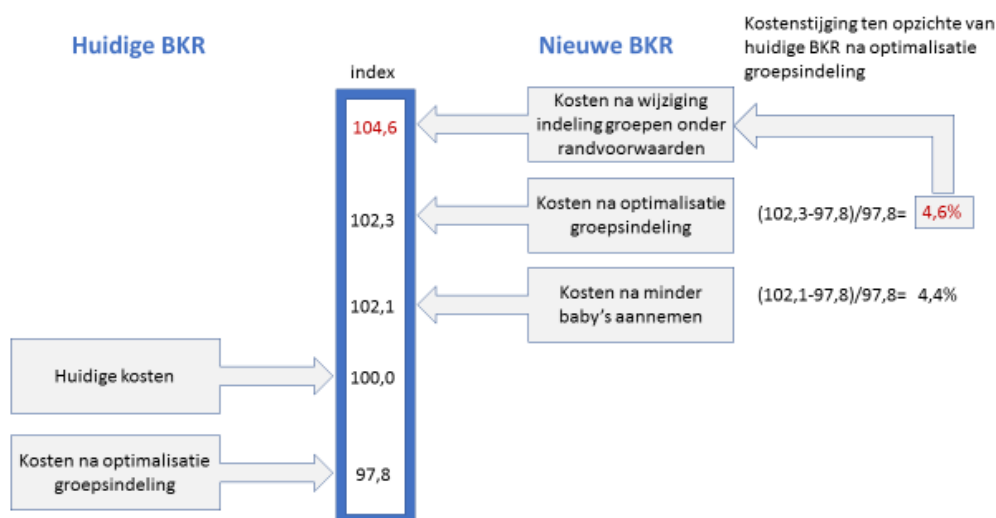 Huidige BKR
Nieuwe BKR
Kostenstijging ten opzichte van
huidige BKR na optimalisatie
groepsindeling
index
104,6
Kosten na wijziging
indeling groepen onder
randvoorwaarden
102,3
Kosten na optimalisatie
groepsindeling
(102,3-97,8)/97,8= 4,6%
102,1
Kosten na minder
baby's aannemen
(102,1-97,8)/97,8= 4,4%
Huidige kosten
100,0
Kosten na optimalisatie
groepsindeling
97,8